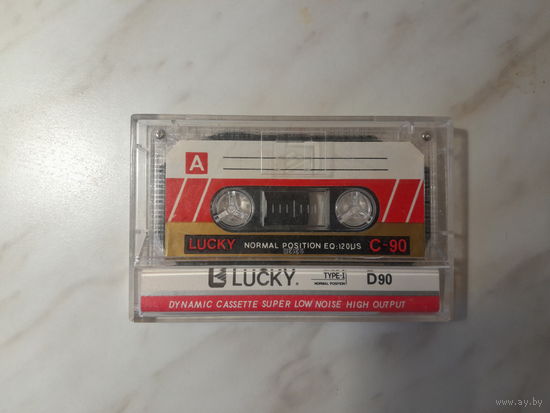 A
LUCKY NORMAL POSITION EQ:120μS C-90
LUCKY TYPE-I D90
NORMAL POSITION
DYNAMIC CASSETTE SUPER LOW NOISE HIGH OUTPUT
www.ay.by